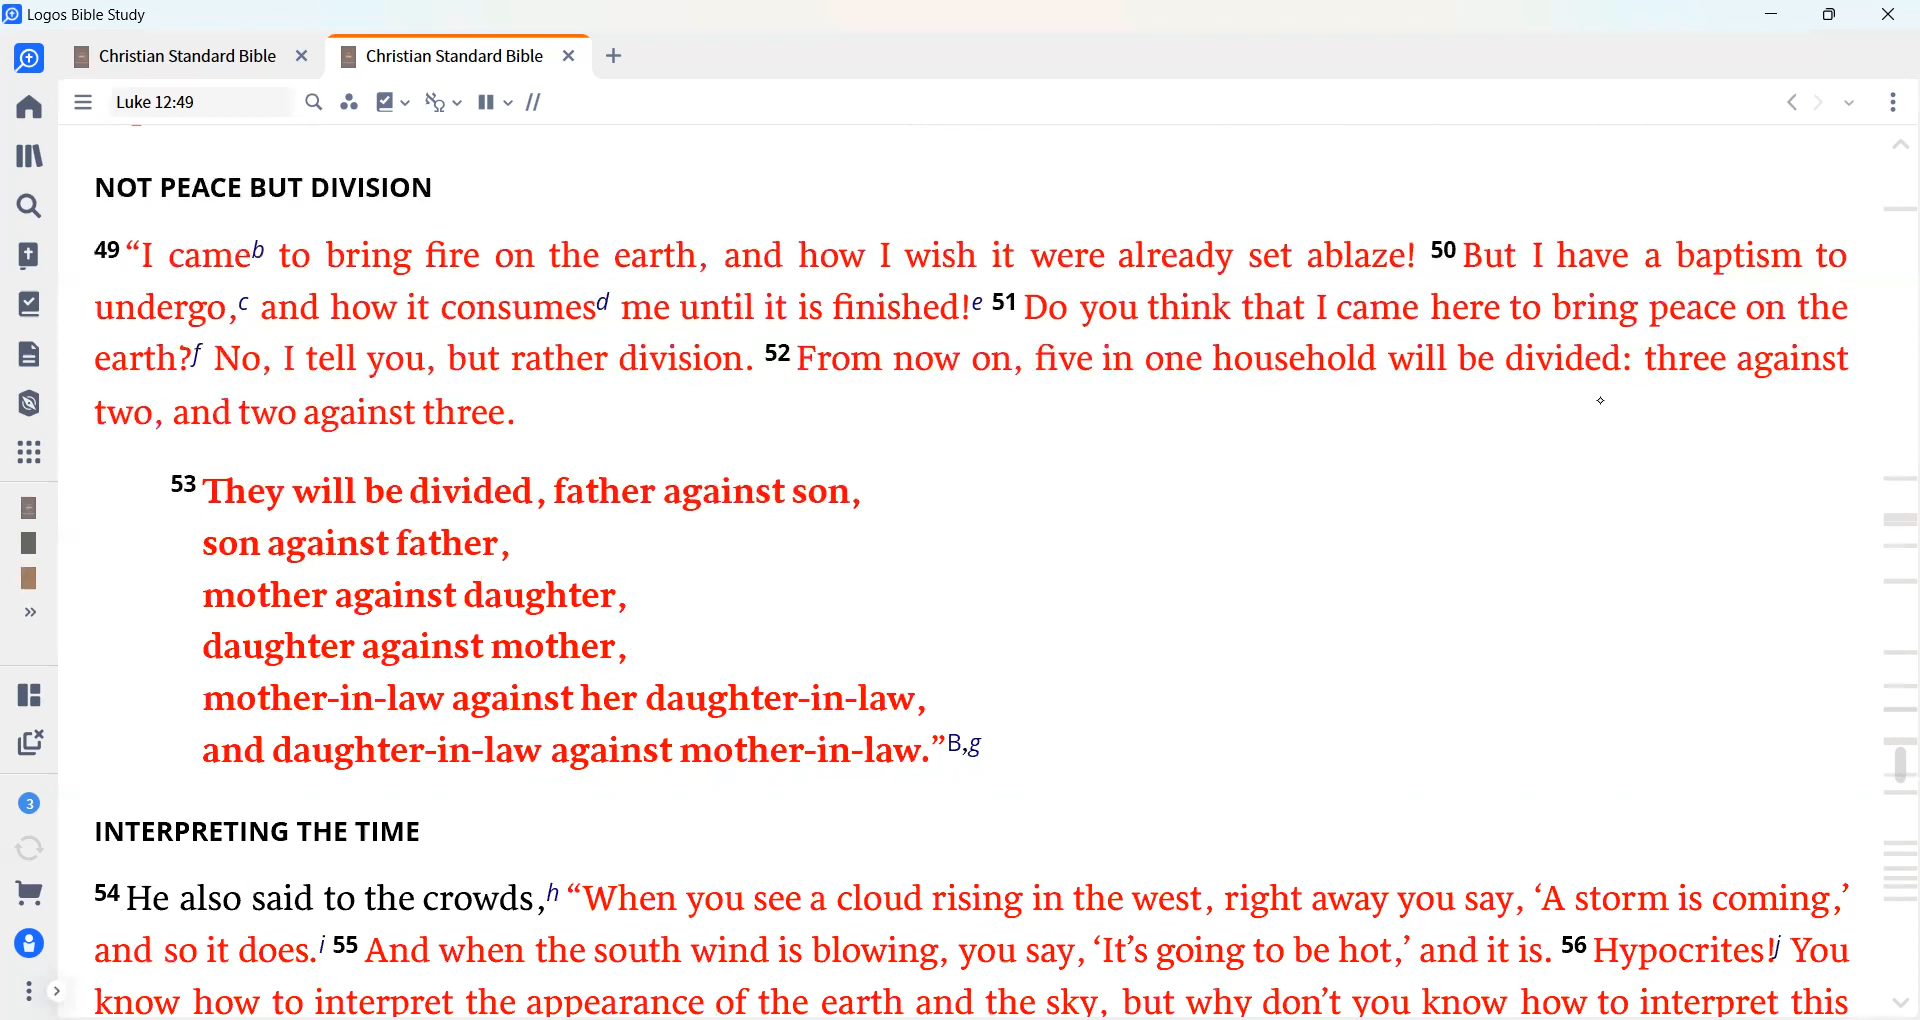 Logos Bible Study
Christian Standard Bible
Christian Standard Bible
Luke 12:49
NOT PEACE BUT DIVISION
49 “I came b to bring fire on the earth, and how I wish it were already set ablaze! 50 But I have a baptism to
undergo, c and how it consumes d me until it is finished! e 51 Do you think that I came here to bring peace on the
earth? f No, I tell you, but rather division. 52 From now on, five in one household will be divided: three against
two, and two against three.
53 They will be divided, father against son,
son against father,
mother against daughter,
daughter against mother,
mother-in-law against her daughter-in-law,
and daughter-in-law against mother-in-law.” B,g
3
INTERPRETING THE TIME
54 He also said to the crowds, h “When you see a cloud rising in the west, right away you say, ‘A storm is coming,’
and so it does. i 55 And when the south wind is blowing, you say, ‘It’s going to be hot,’ and it is. 56 Hypocrites! j You
know how to interpret the appearance of the earth and the sky, but why don’t you know how to interpret this